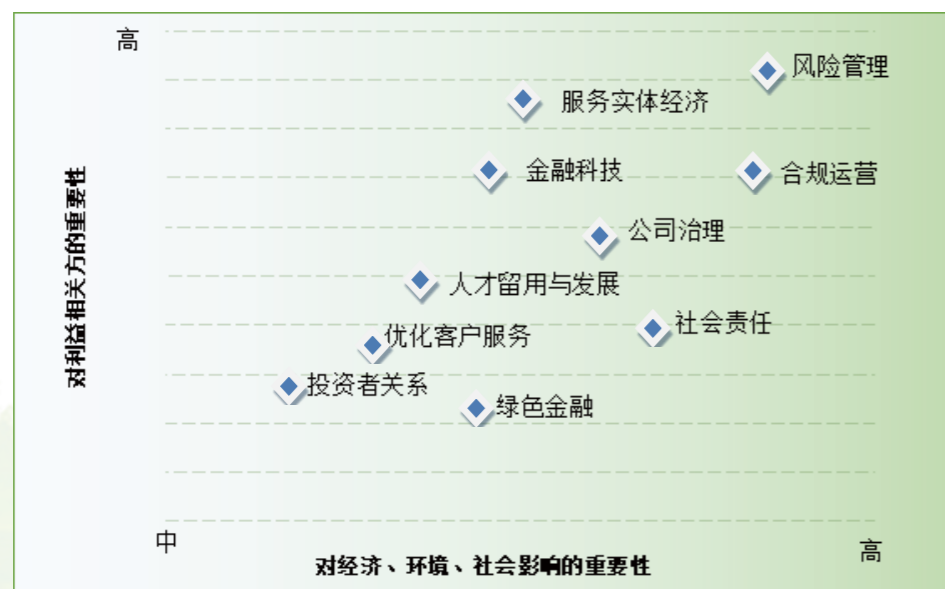 高
风险管理
服务实体经济
金融科技
合规运营
公司治理
人才留用与发展
社会责任
优化客户服务
投资者关系
绿色金融
对利益相关方的重要性
中
高
对经济、环境、社会影响的重要性